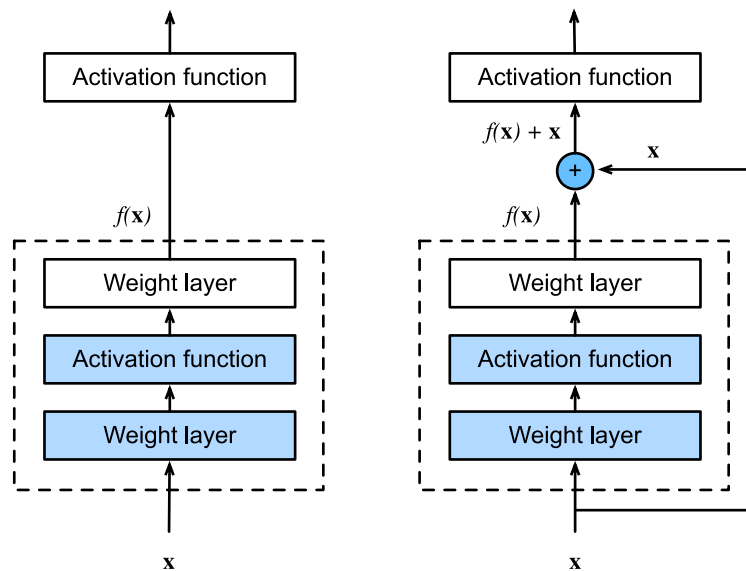 Activation function
f(x)
Weight layer
Activation function
Weight layer
x
Activation function
f(x) + x
x
+
f(x)
Weight layer
Activation function
Weight layer
x